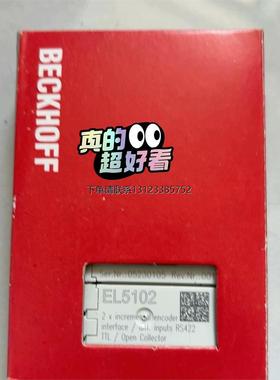 BECKHOFF
真的
超好看
下单请联系13123385752
Ser.Nr.: 05230105 Rev.Nr. 00
EL5102
2 x incremental encoder
interface / diff. inputs RS422
TTL / Open Collector